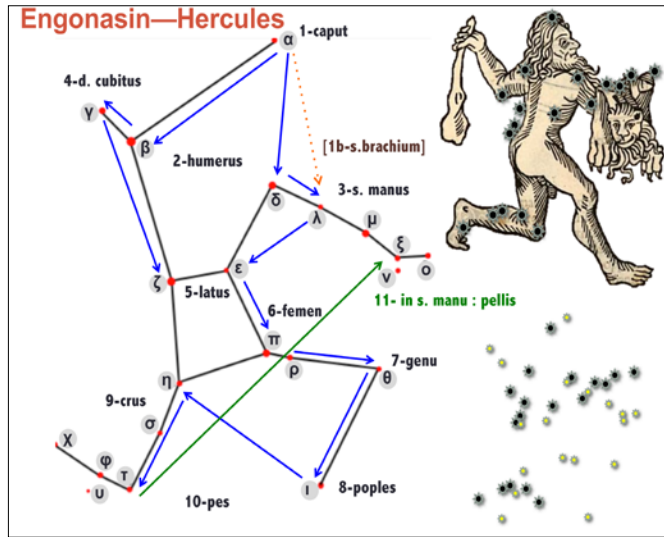 Engonasin—Hercules
α
1-caput
4-d. cubitus
γ
β
2-humerus
[1b-s.brachium]
3-s. manus
δ
λ
μ
ξ
ν
ο
ζ
ε
5-latus
6-femen
11- in s. manu : pellis
π
ρ
7-genu
θ
η
9-crus
σ
χ
φ
τ
υ
10-pes
ι
8-poples